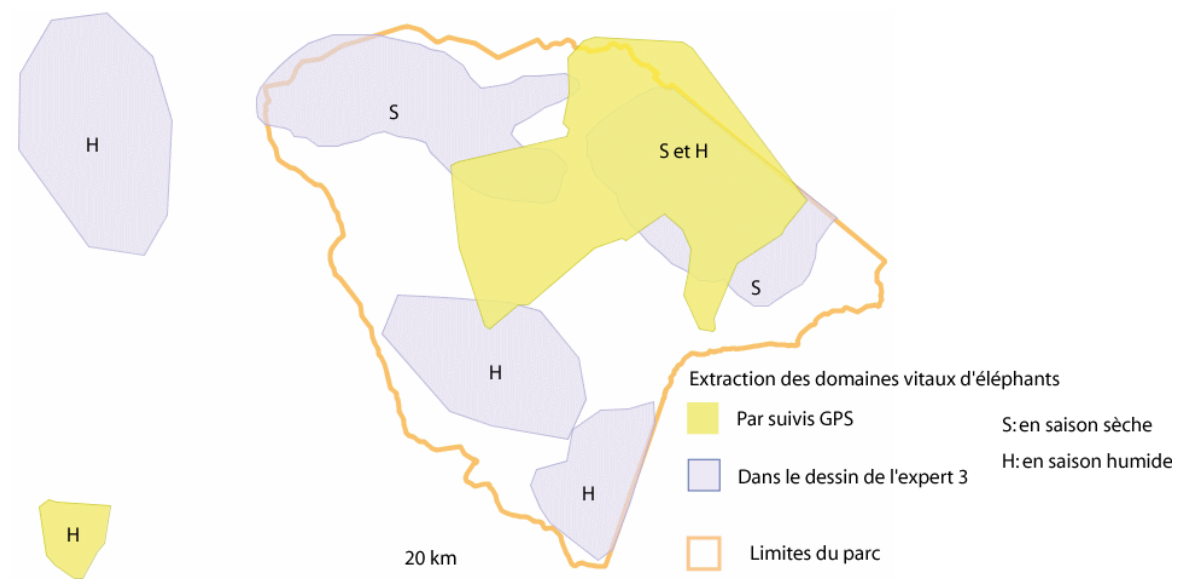 S
H
S et H
S
H
Extraction des domaines vitaux d'éléphants
Par suivis GPS
S: en saison sèche
H: en saison humide
Dans le dessin de l'expert 3
H
H
20 km
Limites du parc